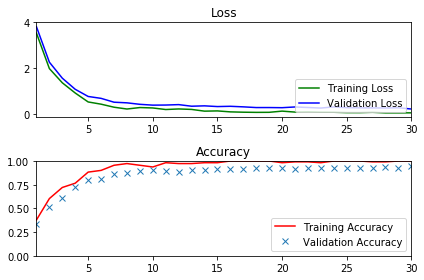 Loss
4
2
0
Training Loss
Validation Loss
5 10 15 20 25 30
Accuracy
1.00
0.75
0.50
0.25
0.00
Training Accuracy
Validation Accuracy
5 10 15 20 25 30